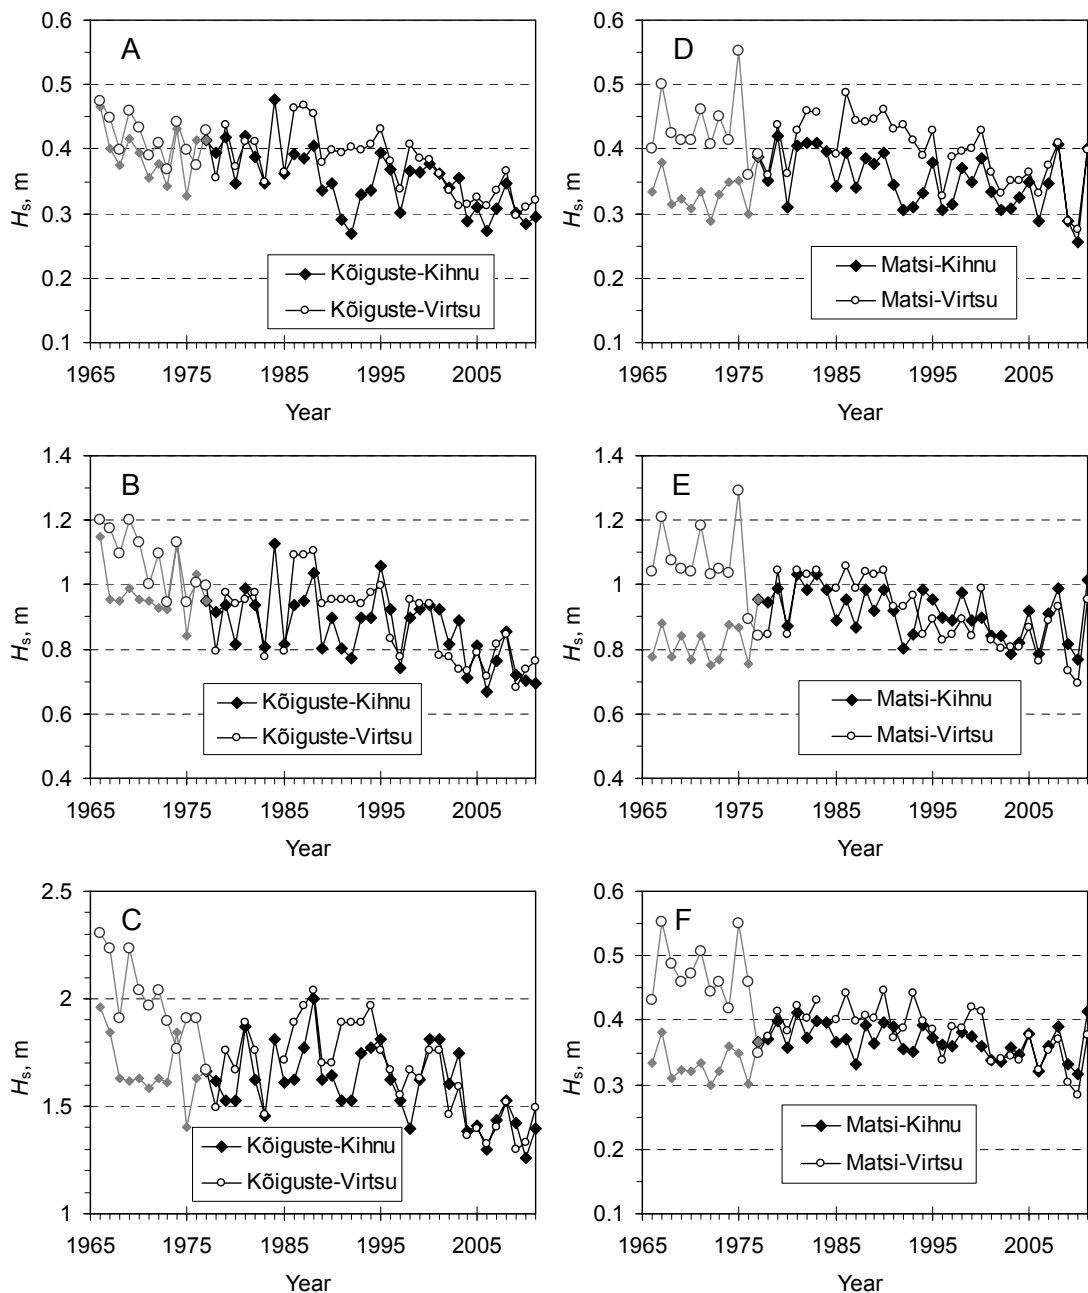 A
0.6
0.5
0.4
0.3
0.2
0.1
Hs, m
Kõiguste-Kihnu
Kõiguste-Virtsu
1965 1975 1985 1995 2005
Year
D
0.6
0.5
0.4
0.3
0.2
0.1
Hs, m
Matsi-Kihnu
Matsi-Virtsu
1965 1975 1985 1995 2005
Year
B
1.4
1.2
1
0.8
0.6
0.4
Hs, m
Kõiguste-Kihnu
Kõiguste-Virtsu
1965 1975 1985 1995 2005
Year
E
1.4
1.2
1
0.8
0.6
0.4
Hs, m
Matsi-Kihnu
Matsi-Virtsu
1965 1975 1985 1995 2005
Year
C
2.5
2
1.5
1
Hs, m
Kõiguste-Kihnu
Kõiguste-Virtsu
1965 1975 1985 1995 2005
Year
F
0.6
0.5
0.4
0.3
0.2
0.1
Hs, m
Matsi-Kihnu
Matsi-Virtsu
1965 1975 1985 1995 2005
Year